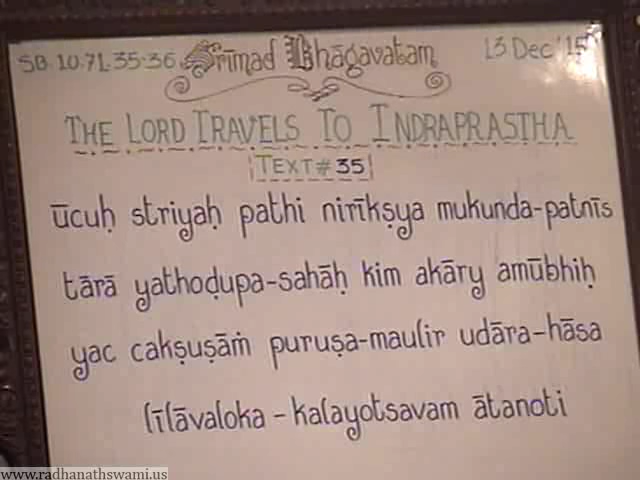 SB. 10.71.35-36 Śrīmad Bhāgavatam 13 Dec '15
THE LORD TRAVELS TO INDRAPRASTHA
TEXT # 35
ūcuḥ striyaḥ pathi nirīkṣya mukunda-patnīs
tārā yathoḍupa-sahāḥ kim akāry amūbhiḥ
yac cakṣuṣāṁ puruṣa-maulir udāra-hāsa
līlāvaloka-kalayotsavam ātanoti
www.radhanathswami.us